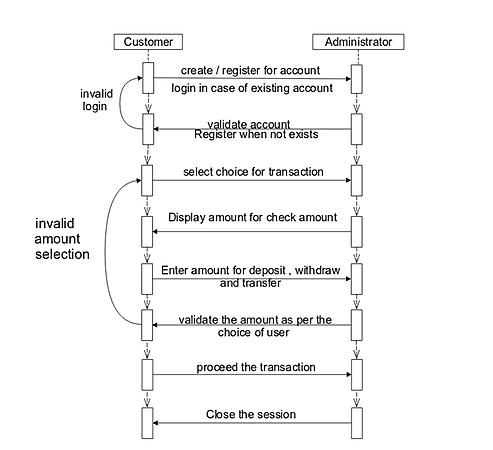 Customer
Administrator
create / register for account
login in case of existing account
invalid
login
validate account
Register when not exists
select choice for transaction
invalid
amount
selection
Display amount for check amount
Enter amount for deposit , withdraw
and transfer
validate the amount as per the
choice of user
proceed the transaction
Close the session